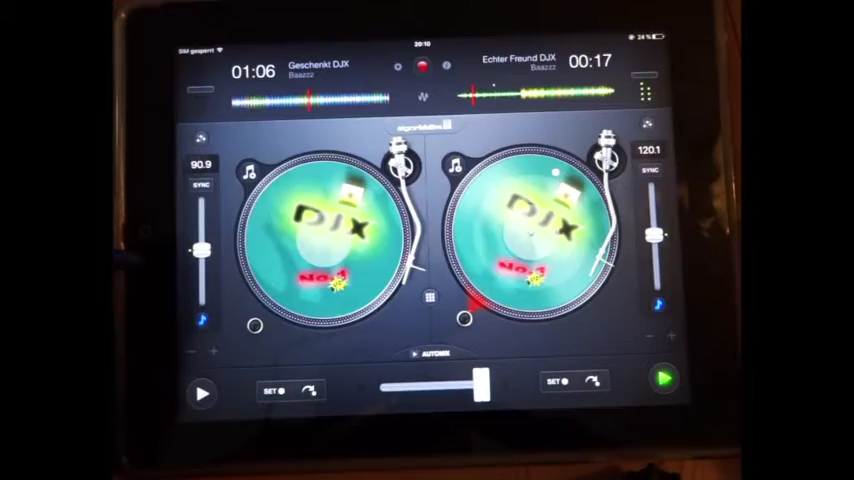 SIM gesperrt
20:10
24 %
01:06
Geschenkt DJX
Baazzz
Echter Freund DJX
Baazzz
00:17
algoriddim
90.9
SYNC
120.1
SYNC
DJX
No.1
DJX
No.1
AUTOMIX
SET
SET